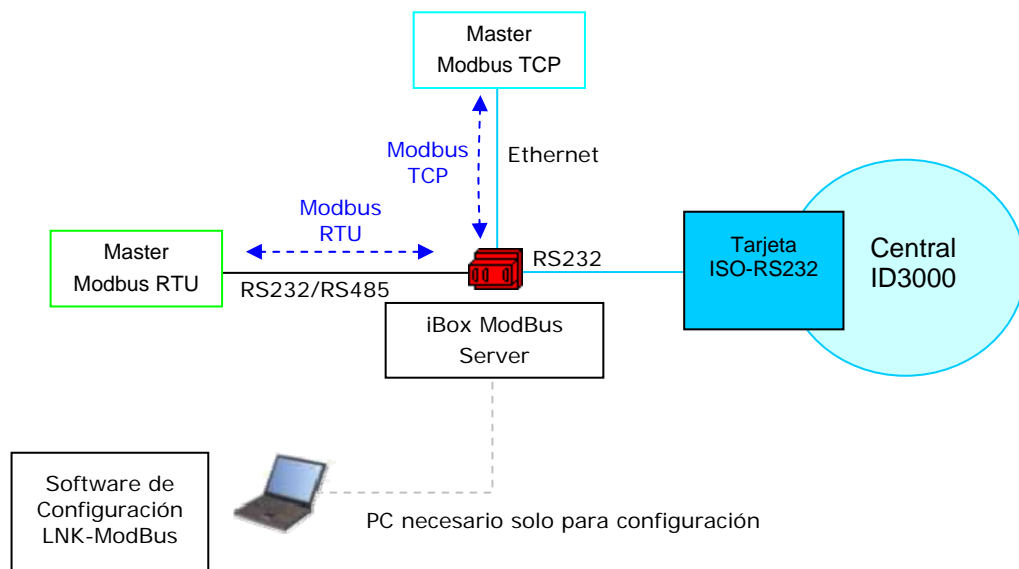 Master
Modbus TCP
Modbus
TCP
Ethernet
Modbus
RTU
Master
Modbus RTU
RS232/RS485
RS232
Tarjeta
ISO-RS232
Central
ID3000
iBox ModBus
Server
Software de
Configuración
LNK-ModBus
PC necesario solo para configuración